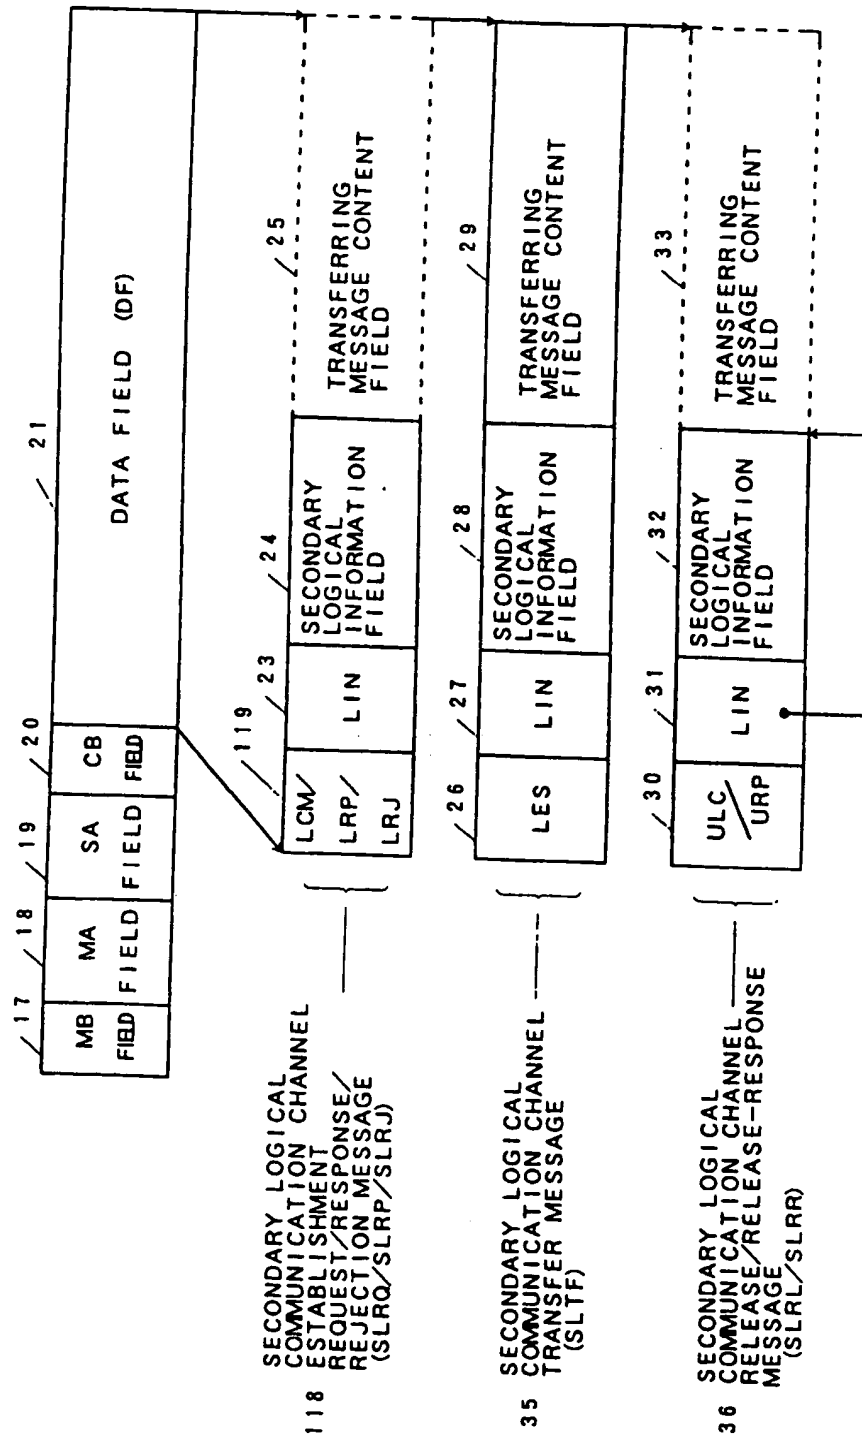 17
18
19
20
21
MB
FIELD
MA
FIELD
SA
FIELD
CB
FIELD
DATA FIELD (DF)
118
SECONDARY LOGICAL
COMMUNICATION CHANNEL
ESTABLISHMENT
REQUEST/RESPONSE/
REJECTION MESSAGE
(SLRQ/SLRP/SLRJ)
119
23
24
25
LCM/
LRP/
LRJ
LIN
SECONDARY
LOGICAL
INFORMATION
FIELD
TRANSFERRING
MESSAGE CONTENT
FIELD
35
SECONDARY LOGICAL
COMMUNICATION CHANNEL
TRANSFER MESSAGE
(SLTF)
26
27
28
29
LES
LIN
SECONDARY
LOGICAL
INFORMATION
FIELD
TRANSFERRING
MESSAGE CONTENT
FIELD
36
SECONDARY LOGICAL
COMMUNICATION CHANNEL
RELEASE/RELEASE-RESPONSE
MESSAGE
(SLRL/SLRR)
30
31
32
33
ULC/
URP
LIN
SECONDARY
LOGICAL
INFORMATION
FIELD
TRANSFERRING
MESSAGE CONTENT
FIELD